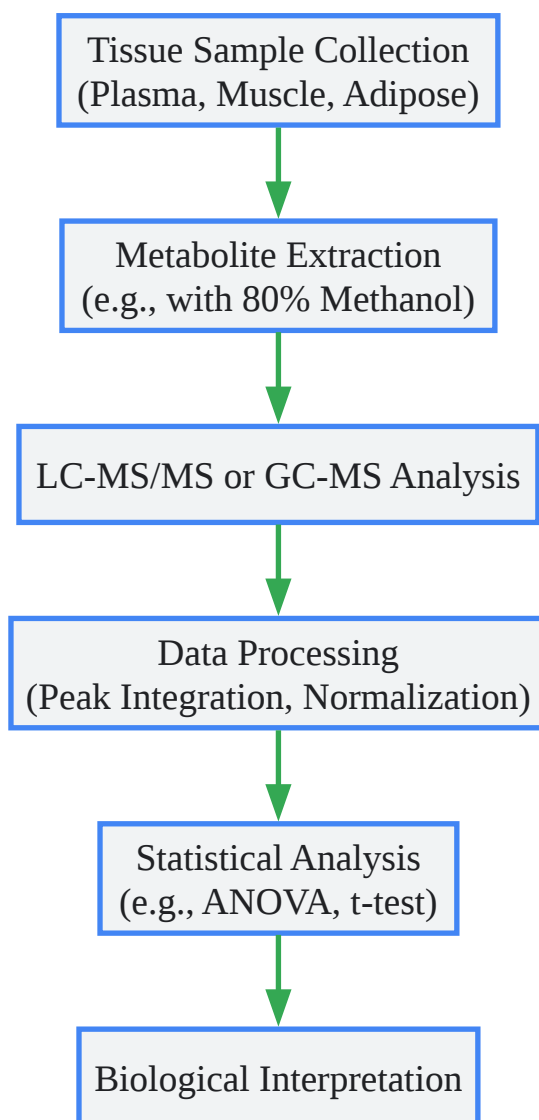 Tissue Sample Collection
(Plasma, Muscle, Adipose)
Metabolite Extraction
(e.g., with 80% Methanol)
LC-MS/MS or GC-MS Analysis
Data Processing
(Peak Integration, Normalization)
Statistical Analysis
(e.g., ANOVA, t-test)
Biological Interpretation